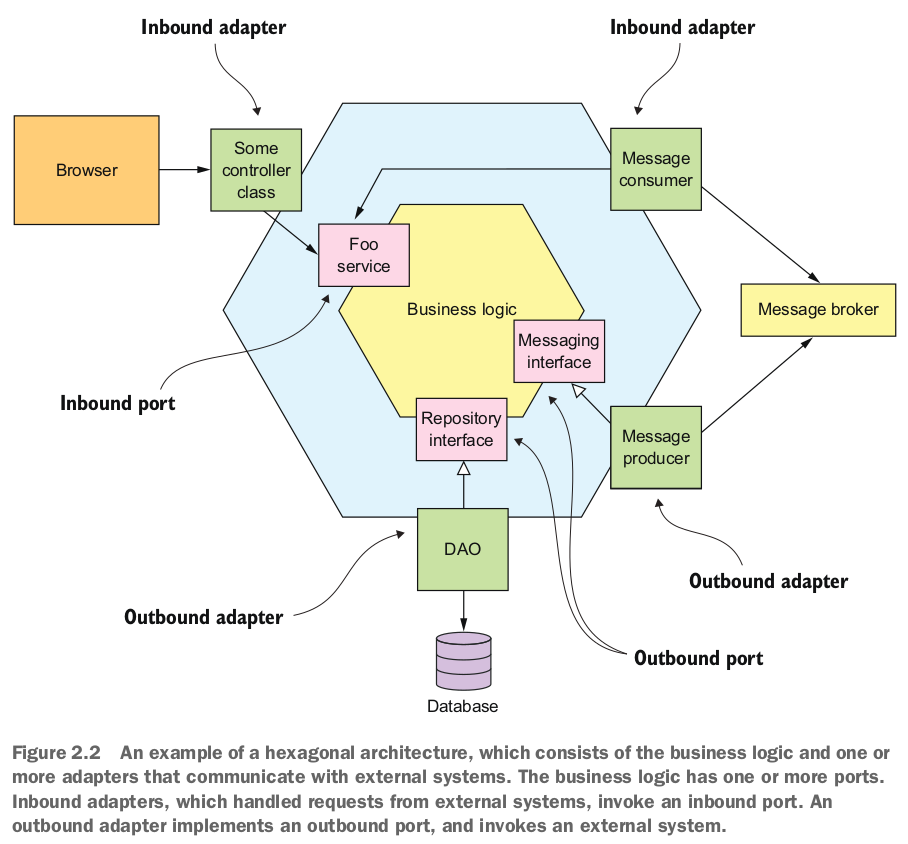 Inbound adapter
Inbound adapter
Browser
Some
controller
class
Message
consumer
Foo
service
Business logic
Message broker
Messaging
interface
Inbound port
Repository
interface
Message
producer
DAO
Outbound adapter
Outbound adapter
Outbound port
Database
Figure 2.2 An example of a hexagonal architecture, which consists of the business logic and one or
more adapters that communicate with external systems. The business logic has one or more ports.
Inbound adapters, which handled requests from external systems, invoke an inbound port. An
outbound adapter implements an outbound port, and invokes an external system.